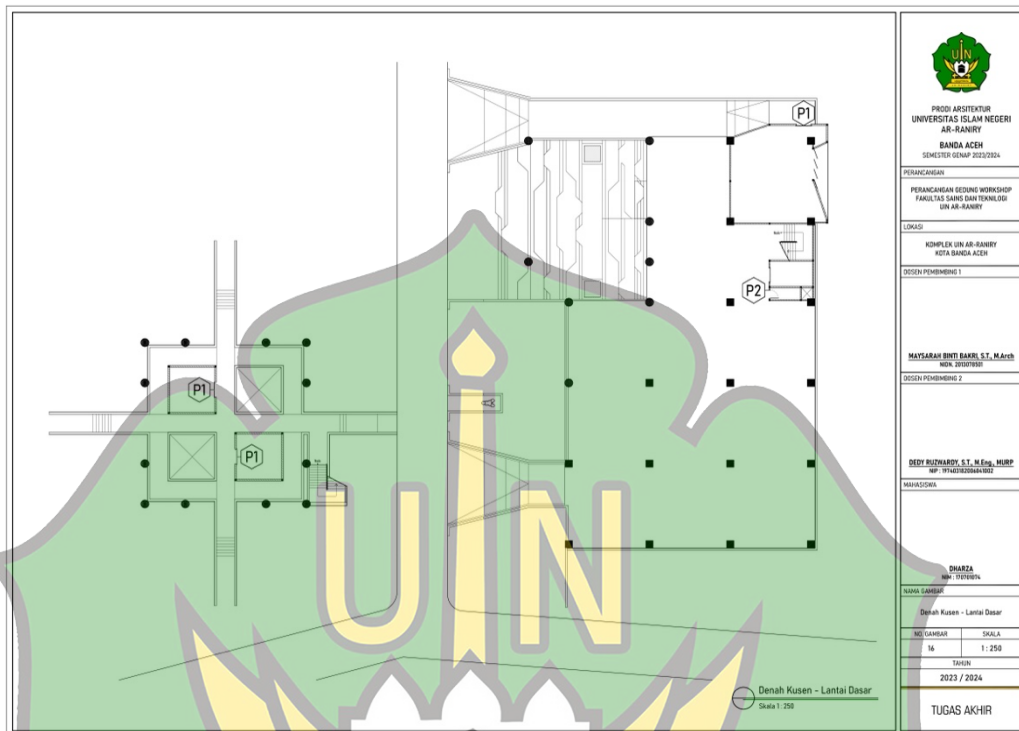 P1
P2
P1
P1
UIN
Denah Kusen - Lantai Dasar
Skala 1: 250
UIN
PRODI ARSITEKTUR
UNIVERSITAS ISLAM NEGERI
AR-RANIRY
BANDA ACEH
SEMESTER GENAP 2023/2024
PERANCANGAN
PERANCANGAN GEDUNG WORKSHOP
FAKULTAS SAINS DAN TEKNILOGI
UIN AR-RANIRY
LOKASI
KOMPLEK UIN AR-RANIRY
KOTA BANDA ACEH
DOSEN PEMBIMBING 1
MAYSARAH BINTI BAKRI, S.T., M.Arch
NIDN.
DOSEN PEMBIMBING 2
DEDY RUZWARDY, S.T., M.Eng., MURP
NIP :
MAHASISWA
DHARZA
NIM :
NAMA GAMBAR
Denah Kusen - Lantai Dasar
NO. GAMBAR SKALA
16 1 : 250
TAHUN
2023 / 2024
TUGAS AKHIR